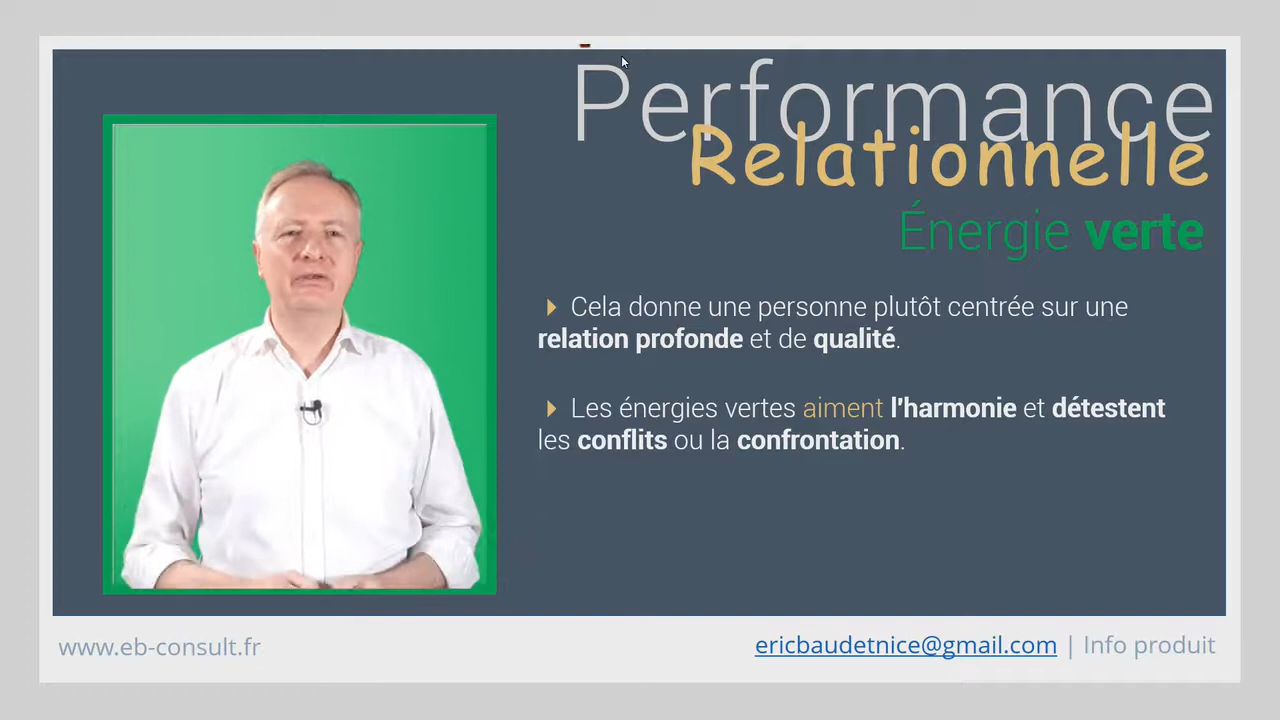 Performance
Relationnelle
Énergie verte
Cela donne une personne plutôt centrée sur une
relation profonde et de qualité.
Les énergies vertes aiment l'harmonie et détestent
les conflits ou la confrontation.
www.eb-consult.fr
ericbaudetnice@gmail.com | Info produit